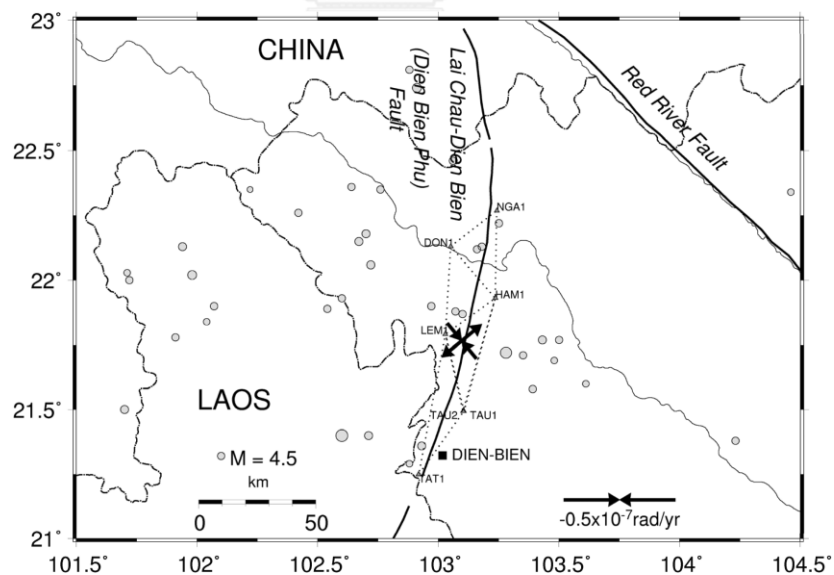 23˚
22.5˚
22˚
21.5˚
21˚
101.5˚
102˚
102.5˚
103˚
103.5˚
104˚
104.5˚
CHINA
Lai Chau-Dien Bien
(Dien Bien Phu)
Fault
Red River Fault
NGA1
DON1
HAM1
LEM1
TAU2,
TAU1
TAT1
DIEN-BIEN
LAOS
M = 4.5
km
0
50
-0.5x10⁻⁷rad/yr